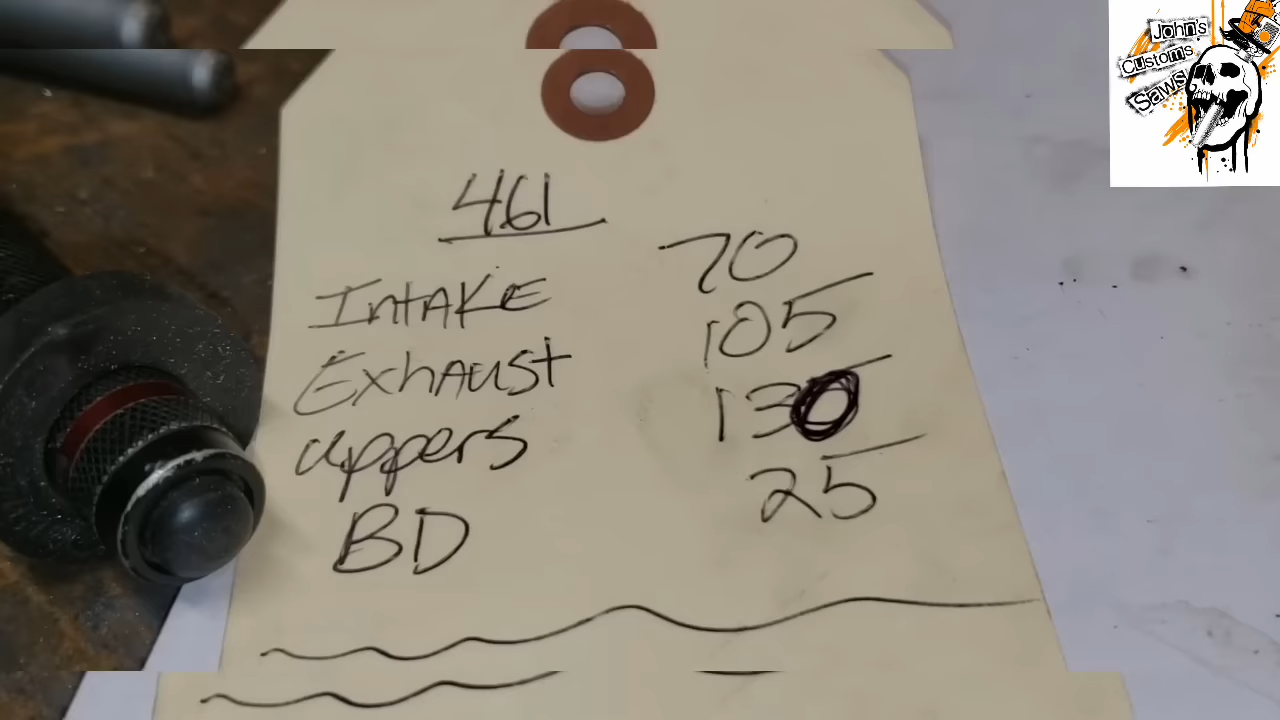 John's
Customs
Saws
461
Intake 70
Exhaust 105
uppers 130
BD 25